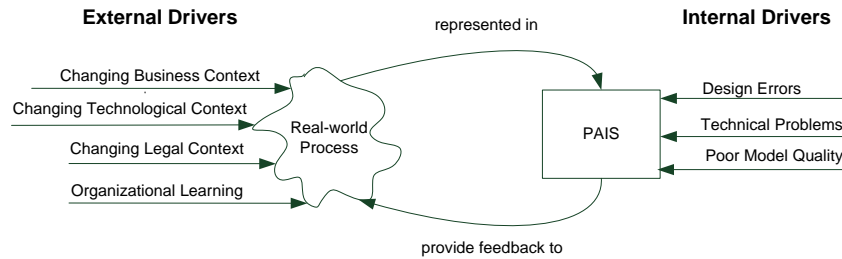 External Drivers
Internal Drivers
represented in
Changing Business Context
Changing Technological Context
Changing Legal Context
Organizational Learning
Real-world
Process
PAIS
Design Errors
Technical Problems
Poor Model Quality
provide feedback to